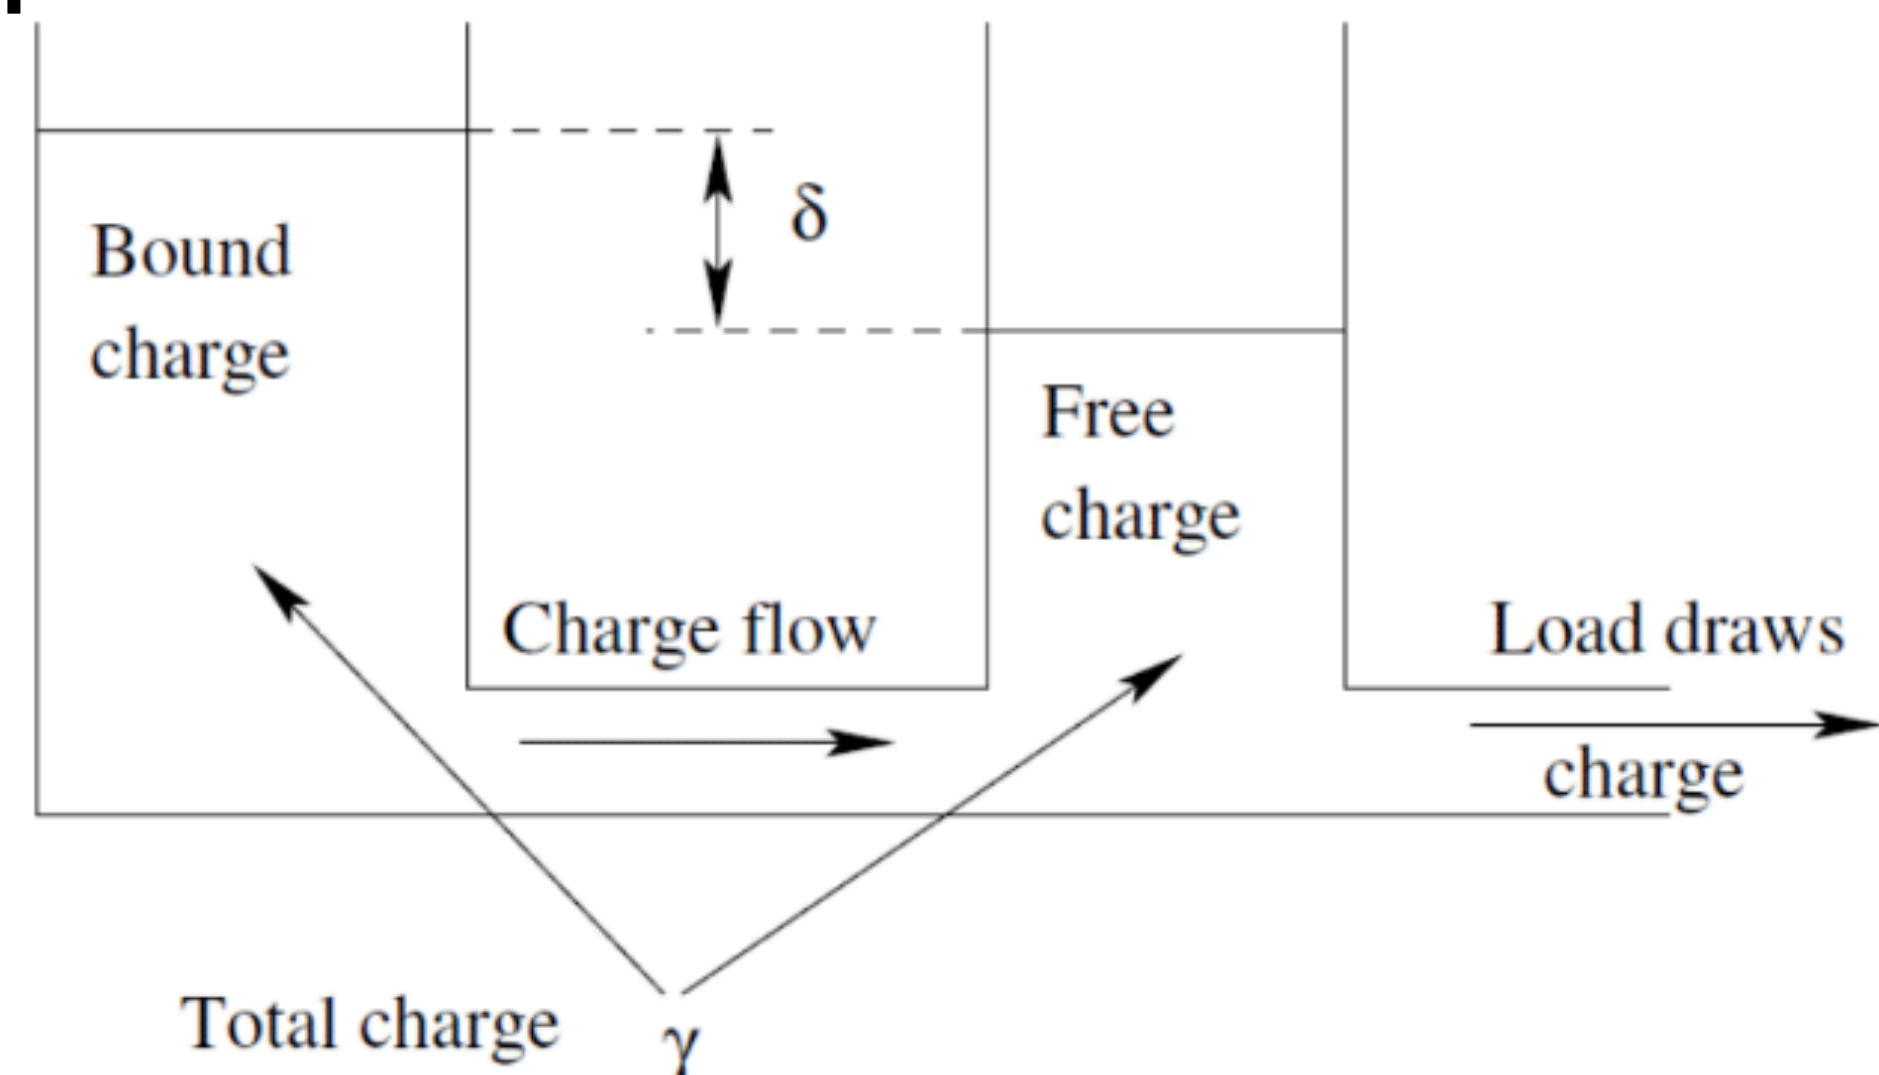 δ
Bound
charge
Free
charge
Charge flow
Load draws
charge
Total charge γ